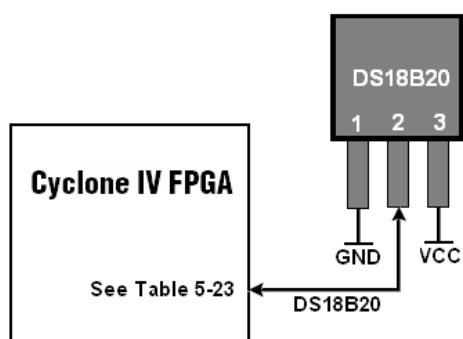 DS18B20
1 2 3
Cyclone IV FPGA
GND
VCC
See Table 5-23
DS18B20